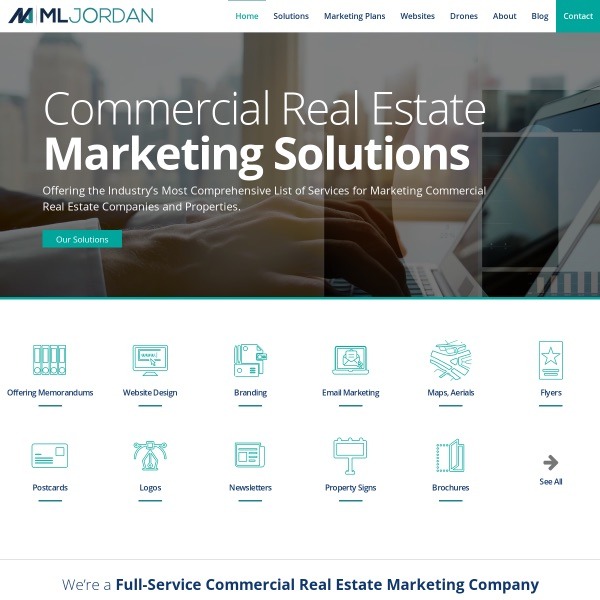 ML JORDAN
Home Solutions Marketing Plans Websites Drones About Blog Contact
Commercial Real Estate
Marketing Solutions
Offering the Industry's Most Comprehensive List of Services for Marketing Commercial
Real Estate Companies and Properties.
Our Solutions
Offering Memorandums Website Design Branding Email Marketing Maps, Aerials Flyers
Postcards Logos Newsletters Property Signs Brochures See All
We're a Full-Service Commercial Real Estate Marketing Company